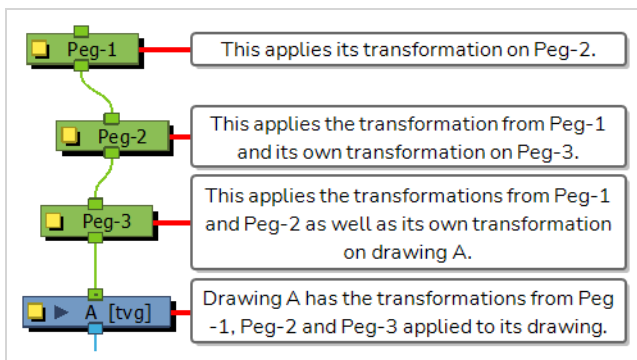 Peg-1
This applies its transformation on Peg-2.
Peg-2
This applies the transformation from Peg-1
and its own transformation on Peg-3.
Peg-3
This applies the transformations from Peg-1
and Peg-2 as well as its own transformation
on drawing A.
A [tvg]
Drawing A has the transformations from Peg
-1, Peg-2 and Peg-3 applied to its drawing.